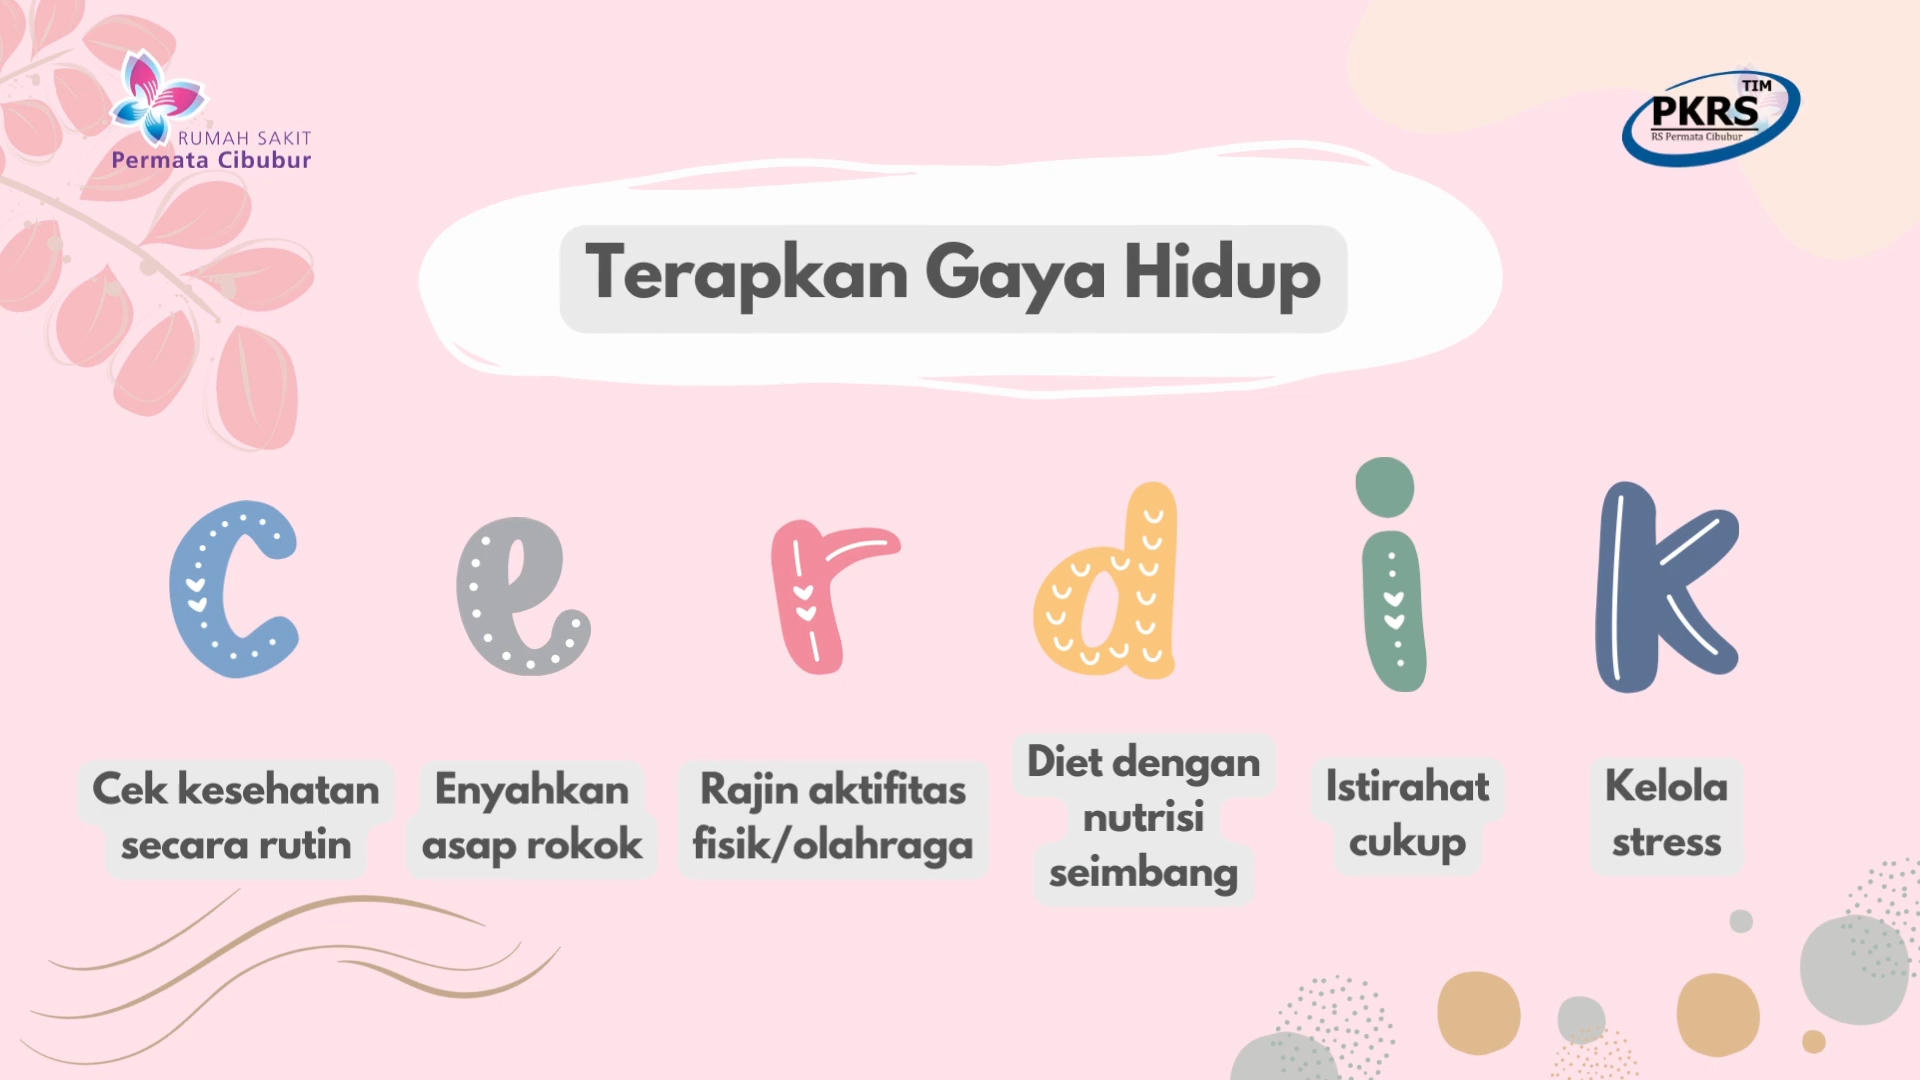 RUMAH SAKIT
Permata Cibubur
TIM
PKRS
RS Permata Cibubur
Terapkan Gaya Hidup
c e r d i k
Cek kesehatan
secara rutin
Enyahkan
asap rokok
Rajin aktifitas
fisik/olahraga
Diet dengan
nutrisi
seimbang
Istirahat
cukup
Kelola
stress